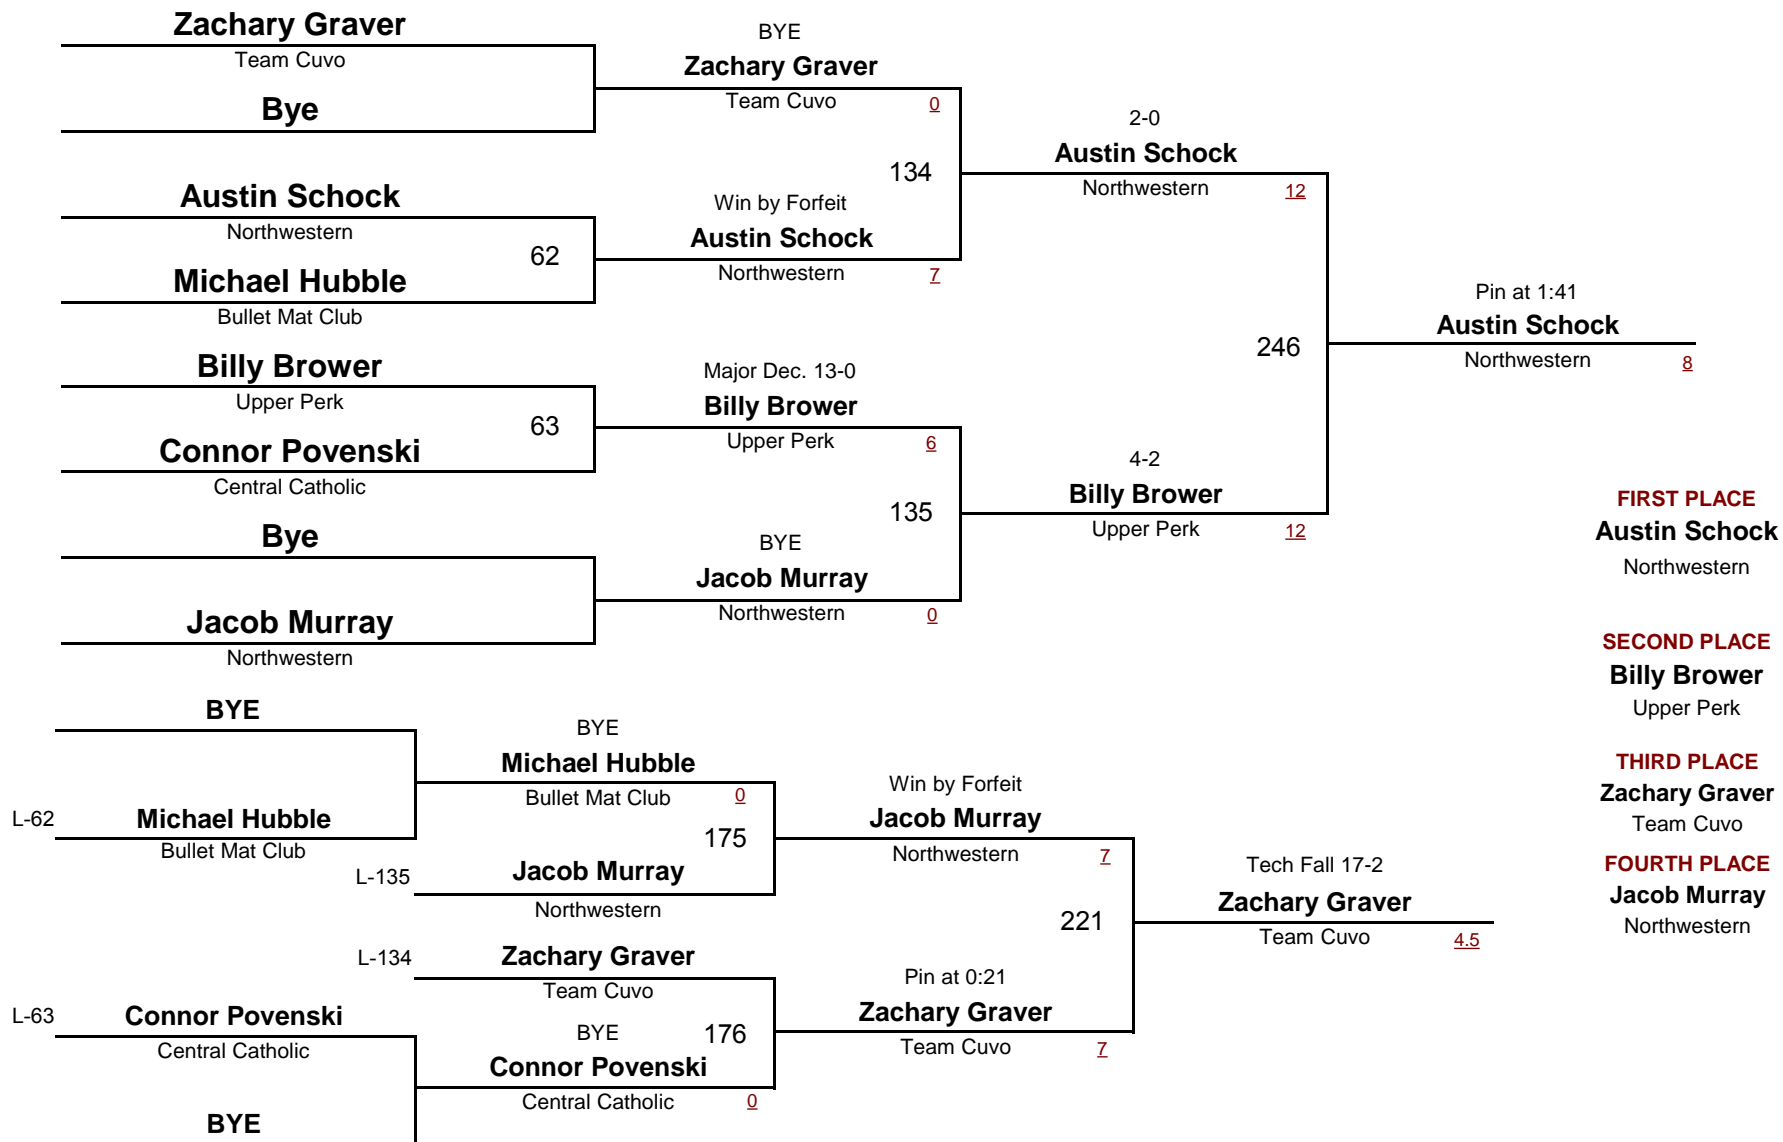 Zachary Graver
Team Cuvo
Bye
Austin Schock
Northwestern
62
Michael Hubble
Bullet Mat Club
Billy Brower
Upper Perk
63
Connor Povenski
Central Catholic
Bye
Jacob Murray
Northwestern
BYE
Zachary Graver
Team Cuvo 0
134
Win by Forfeit
Austin Schock
Northwestern 7
Major Dec. 13-0
Billy Brower
Upper Perk 6
135
BYE
Jacob Murray
Northwestern 0
2-0
Austin Schock
Northwestern 12
246
4-2
Billy Brower
Upper Perk 12
Pin at 1:41
Austin Schock
Northwestern 8
FIRST PLACE
Austin Schock
Northwestern
SECOND PLACE
Billy Brower
Upper Perk
THIRD PLACE
Zachary Graver
Team Cuvo
FOURTH PLACE
Jacob Murray
Northwestern
BYE
L-62 Michael Hubble
Bullet Mat Club
BYE
Michael Hubble
Bullet Mat Club 0
175
L-135 Jacob Murray
Northwestern
L-134 Zachary Graver
Team Cuvo
L-63 Connor Povenski
Central Catholic
BYE 176
Connor Povenski
Central Catholic 0
BYE
Win by Forfeit
Jacob Murray
Northwestern 7
221
Pin at 0:21
Zachary Graver
Team Cuvo 7
Tech Fall 17-2
Zachary Graver
Team Cuvo 4.5